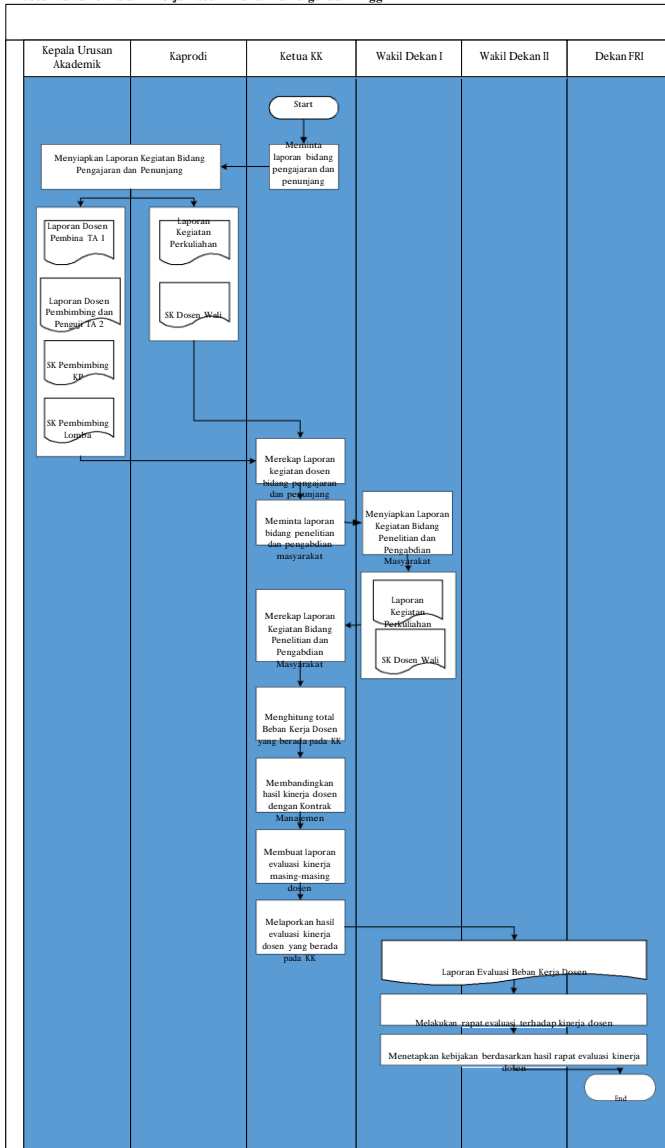 Kepala Urusan
Akademik
Kaprodi
Ketua KK
Wakil Dekan I
Wakil Dekan II
Dekan FRI
Start
Meminta
laporan bidang
pengajaran dan
penunjang
Menyiapkan Laporan Kegiatan Bidang
Pengajaran dan Penunjang
Laporan Dosen
Pembina TA 1
Laporan Dosen
Pembimbing dan
Penguji TA 2
SK Pembimbing
KP
SK Pembimbing
Lomba
Laporan
Kegiatan
Perkuliahan
SK Dosen Wali
Merekap Laporan
kegiatan dosen
bidang pengajaran
dan penunjang
Meminta laporan
bidang penelitian
dan pengabdian
masyarakat
Menyiapkan Laporan
Kegiatan Bidang
Penelitian dan
Pengabdian
Masyarakat
Laporan
Kegiatan
Perkuliahan
SK Dosen Wali
Merekap Laporan
Kegiatan Bidang
Penelitian dan
Pengabdian
Masyarakat
Menghitung total
Beban Kerja Dosen
yang berada pada KK
Membandingkan
hasil kinerja dosen
dengan Kontrak
Manajemen
Membuat laporan
evaluasi kinerja
masing-masing
dosen
Melaporkan hasil
evaluasi kinerja
dosen yang berada
pada KK
Laporan Evaluasi Beban Kerja Dosen
Melakukan rapat evaluasi terhadap kinerja dosen
Menetapkan kebijakan berdasarkan hasil rapat evaluasi kinerja
dosen
End